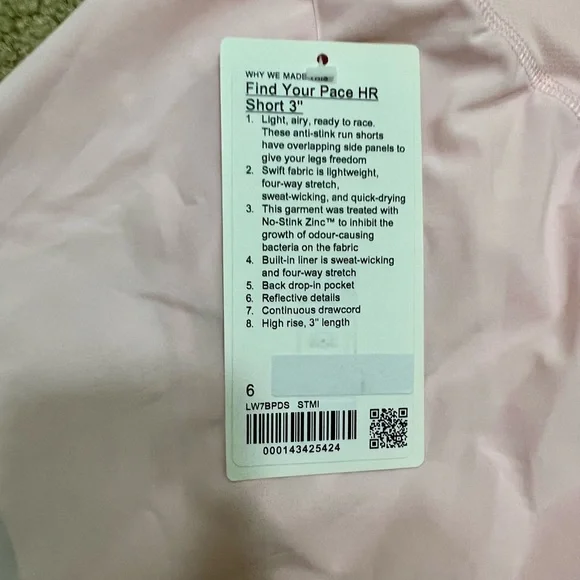 WHY WE MADE
Find Your Pace HR
Short 3"
1. Light, airy, ready to race.
These anti-stink run shorts
have overlapping side panels to
give your legs freedom
2. Swift fabric is lightweight,
four-way stretch,
sweat-wicking, and quick-drying
3. This garment was treated with
No-Stink Zinc™ to inhibit the
growth of odour-causing
bacteria on the fabric
4. Built-in liner is sweat-wicking
and four-way stretch
5. Back drop-in pocket
6. Reflective details
7. Continuous drawcord
8. High rise, 3" length
6
LW7BPDS STMI
000143425424